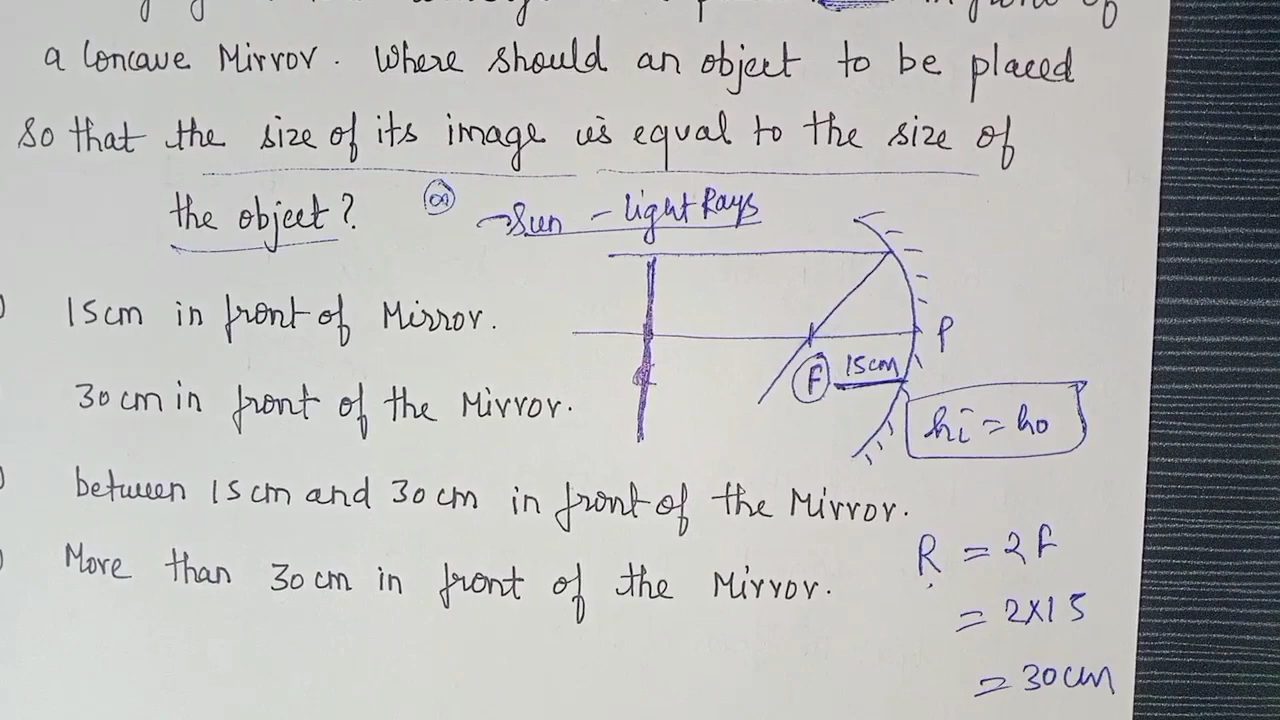 a Concave Mirror. Where should an object to be placed
so that the size of its image is equal to the size of
the object?
∞
→Sun - light Rays
15cm in front of Mirror.
P
F 15cm
30cm in front of the Mirror.
hi = ho
between 15cm and 30cm in front of the Mirror.
R = 2F
More than 30cm in front of the Mirror.
= 2×15
= 30cm